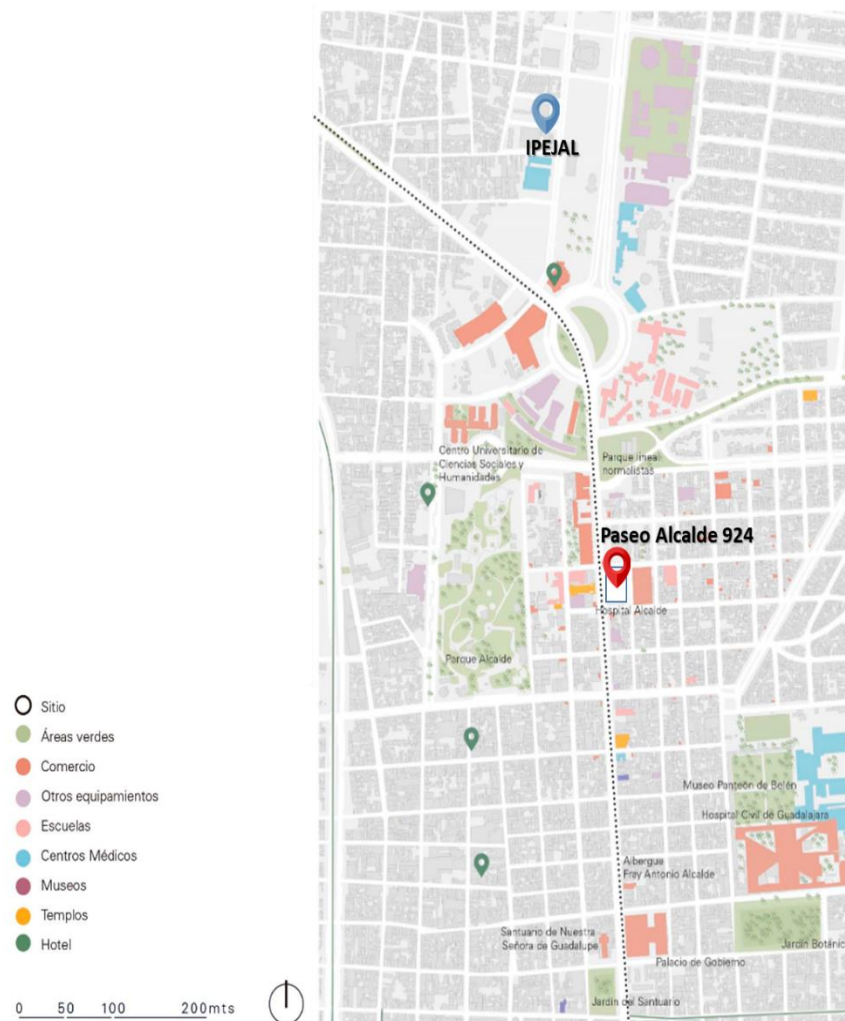 IPEJAL
Centro Universitario de
Ciencias Sociales y
Humanidades
Parque línea
normalistas
Paseo Alcalde 924
Hospital Alcalde
Parque Alcalde
Museo Panteón de Belén
Hospital Civil de Guadalajara
Albergue
Fray Antonio Alcalde
Santuario de Nuestra
Señora de Guadalupe
Jardín Botánic
Palacio de Gobierno
Jardín del Santuario
Sitio
Áreas verdes
Comercio
Otros equipamientos
Escuelas
Centros Médicos
Museos
Templos
Hotel
0 50 100 200mts